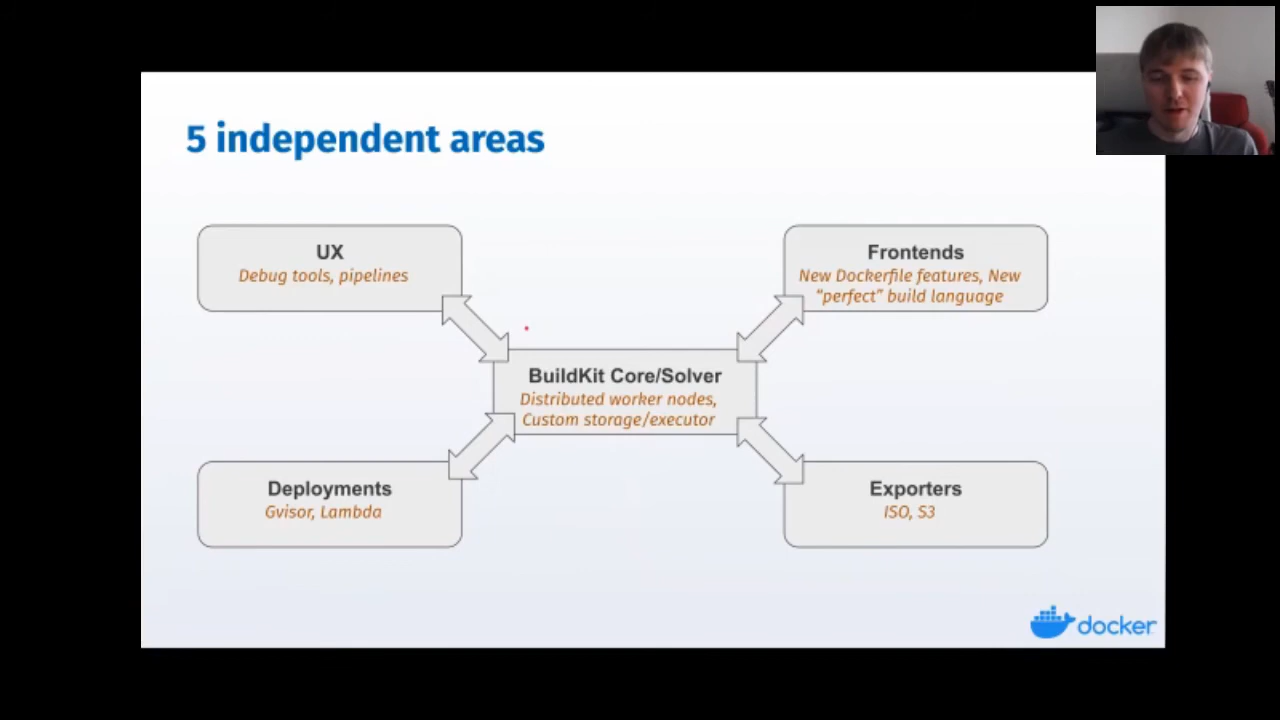 5 independent areas
UX
Debug tools, pipelines
Frontends
New Dockerfile features, New
“perfect” build language
BuildKit Core/Solver
Distributed worker nodes,
Custom storage/executor
Deployments
Gvisor, Lambda
Exporters
ISO, S3
docker